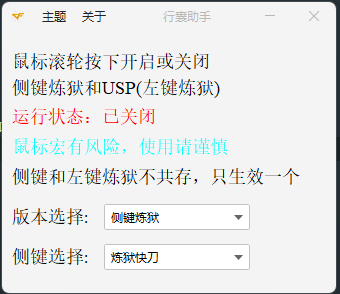 主题 关于 行囊助手
鼠标滚轮按下开启或关闭
侧键炼狱和USP(左键炼狱)
运行状态：已关闭
鼠标宏有风险，使用请谨慎
侧键和左键炼狱不共存，只生效一个
版本选择: 侧键炼狱
侧键选择: 炼狱快刀